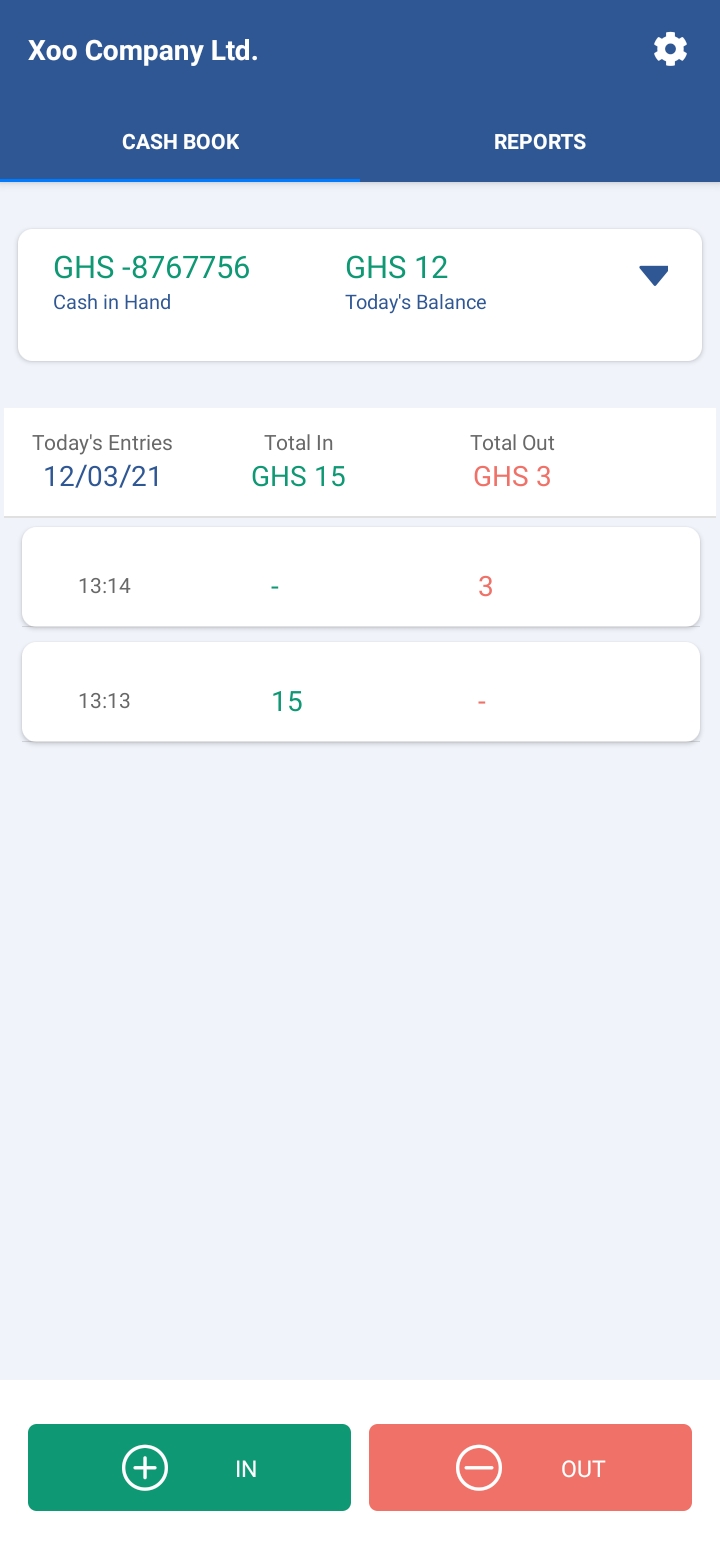 Xoo Company Ltd.
CASH BOOK REPORTS
GHS -8767756 GHS 12
Cash in Hand Today's Balance
Today's Entries Total In Total Out
12/03/21 GHS 15 GHS 3
13:14 - 3
13:13 15 -
IN OUT